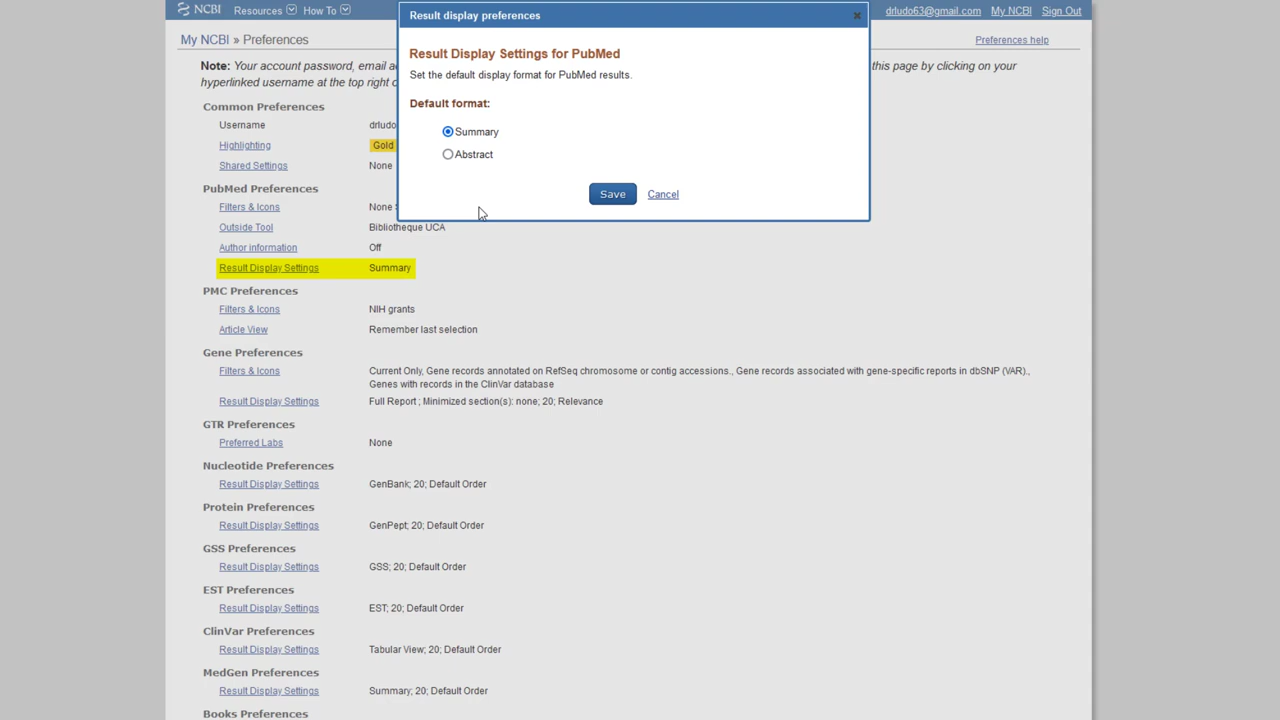 NCBI Resources How To drludo63@gmail.com My NCBI Sign Out
Result display preferences
My NCBI » Preferences Preferences help
Result Display Settings for PubMed
Note: Your account password, email a this page by clicking on your
Set the default display format for PubMed results.
hyperlinked username at the top right
Default format:
Common Preferences
Username drludo
Summary
Highlighting Gold
Abstract
Shared Settings None
PubMed Preferences
Save Cancel
Filters & Icons None
Outside Tool Bibliotheque UCA
Author information Off
Result Display Settings Summary
PMC Preferences
Filters & Icons NIH grants
Article View Remember last selection
Gene Preferences
Filters & Icons Current Only, Gene records annotated on RefSeq chromosome or contig accessions., Gene records associated with gene-specific reports in dbSNP (VAR).,
Genes with records in the ClinVar database
Result Display Settings Full Report ; Minimized section(s): none; 20; Relevance
GTR Preferences
Preferred Labs None
Nucleotide Preferences
Result Display Settings GenBank; 20; Default Order
Protein Preferences
Result Display Settings GenPept; 20; Default Order
GSS Preferences
Result Display Settings GSS; 20; Default Order
EST Preferences
Result Display Settings EST; 20; Default Order
ClinVar Preferences
Result Display Settings Tabular View; 20; Default Order
MedGen Preferences
Result Display Settings Summary; 20; Default Order
Books Preferences